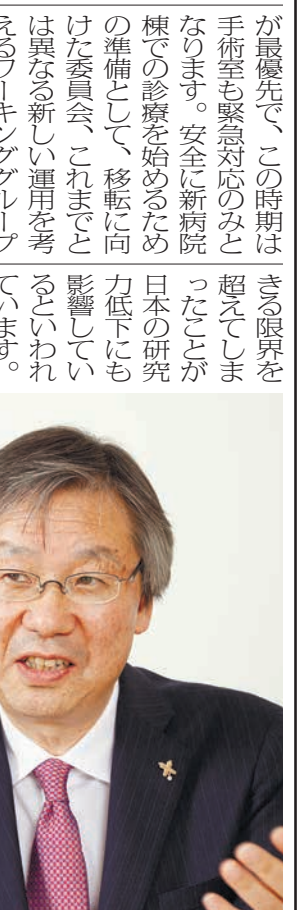 が最優先で、この時期は
手術室も緊急対応のみと
なります。安全に新病院
棟での診療を始めるため
の準備として、移転に向
けた委員会、これまでと
は異なる新しい運用を考
えるワーキンググループ
きる限界を
超えてしま
ったことが
日本の研究
力低下にも
影響してい
るといわれ
ています。